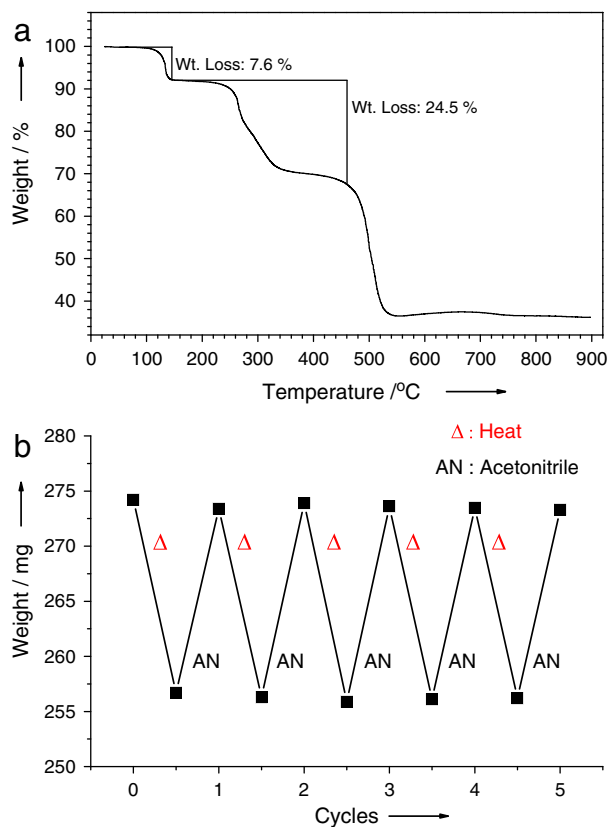 a
Wt. Loss: 7.6 %
Wt. Loss: 24.5 %
Weight / %
100
90
80
70
60
50
40
0 100 200 300 400 500 600 700 800 900
Temperature /°C
b
Δ : Heat
AN : Acetonitrile
Weight / mg
280
275
270
265
260
255
250
Δ Δ Δ Δ Δ
AN AN AN AN AN
0 1 2 3 4 5
Cycles